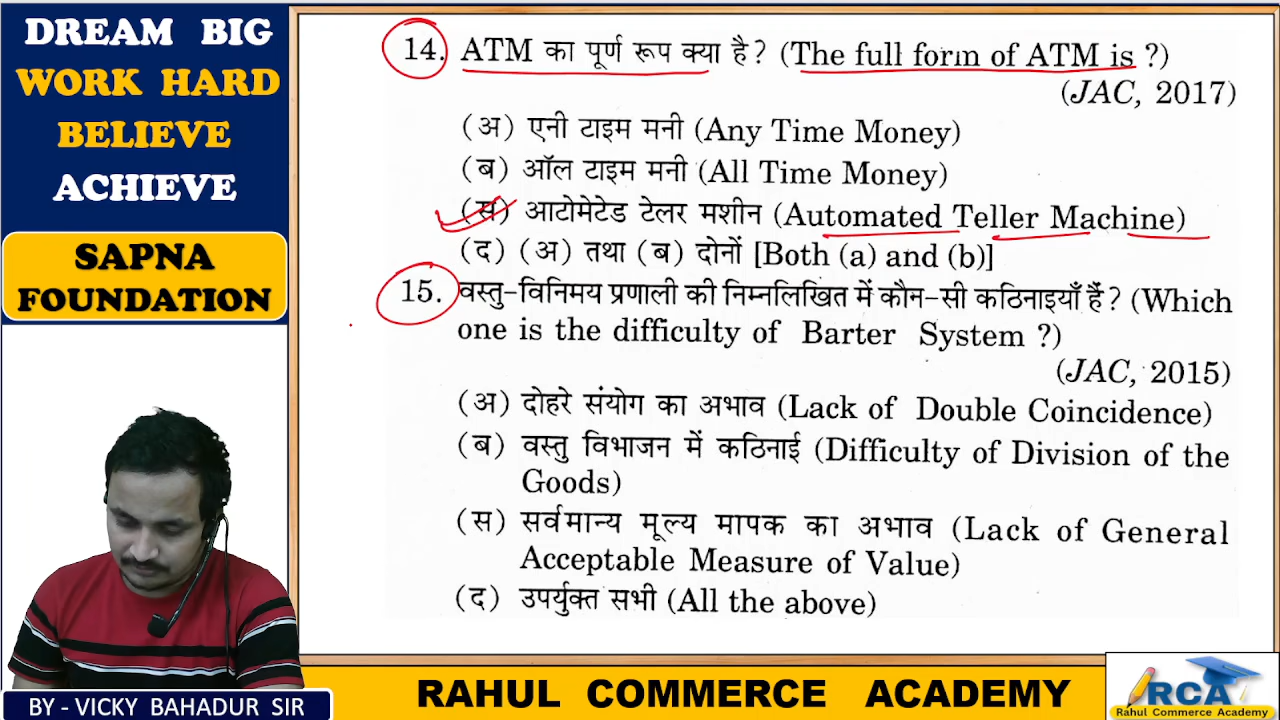 DREAM BIG
WORK HARD
BELIEVE
ACHIEVE
SAPNA
FOUNDATION
14. ATM का पूर्ण रूप क्या है? (The full form of ATM is ?)
(JAC, 2017)
(अ) एनी टाइम मनी (Any Time Money)
(ब) ऑल टाइम मनी (All Time Money)
(स) आटोमेटेड टेलर मशीन (Automated Teller Machine)
(द) (अ) तथा (ब) दोनों [Both (a) and (b)]
15. वस्तु-विनिमय प्रणाली की निम्नलिखित में कौन-सी कठिनाइयाँ हैं? (Which
one is the difficulty of Barter System ?)
(JAC, 2015)
(अ) दोहरे संयोग का अभाव (Lack of Double Coincidence)
(ब) वस्तु विभाजन में कठिनाई (Difficulty of Division of the
Goods)
(स) सर्वमान्य मूल्य मापक का अभाव (Lack of General
Acceptable Measure of Value)
(द) उपर्युक्त सभी (All the above)
BY - VICKY BAHADUR SIR
RAHUL COMMERCE ACADEMY
RCA
Rahul Commerce Academy